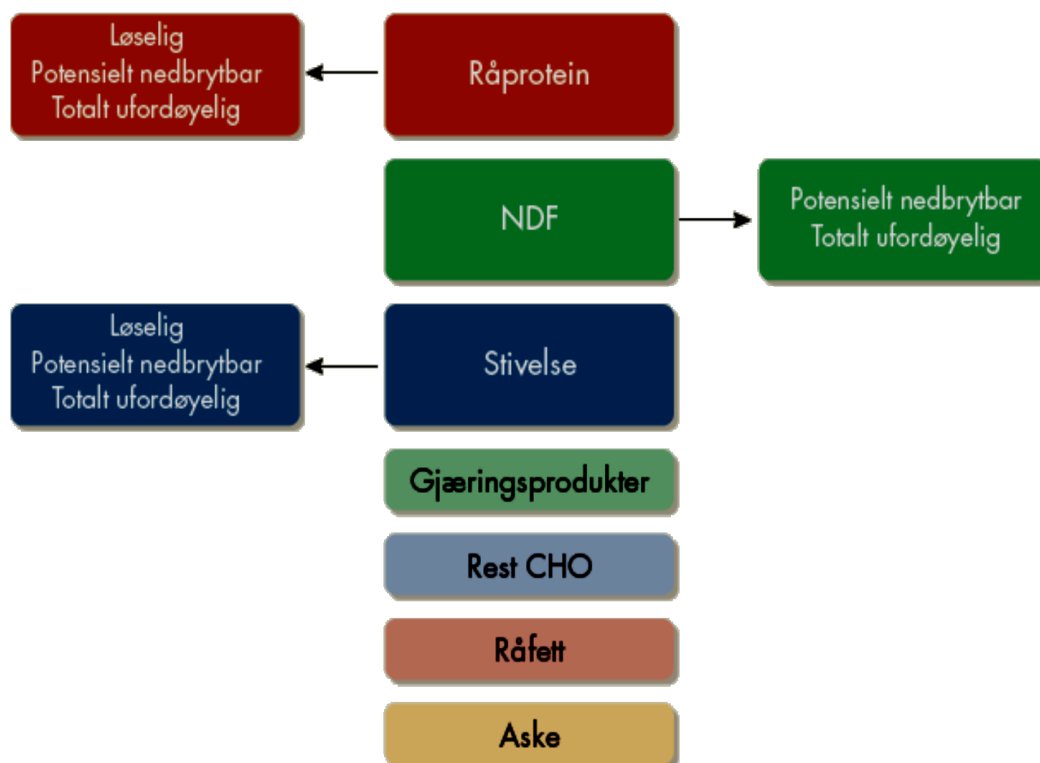 Løselig
Potensielt nedbrytbar
Totalt ufordøyelig
Råprotein
NDF
Potensielt nedbrytbar
Totalt ufordøyelig
Løselig
Potensielt nedbrytbar
Totalt ufordøyelig
Stivelse
Gjæringsprodukter
Rest CHO
Råfett
Aske